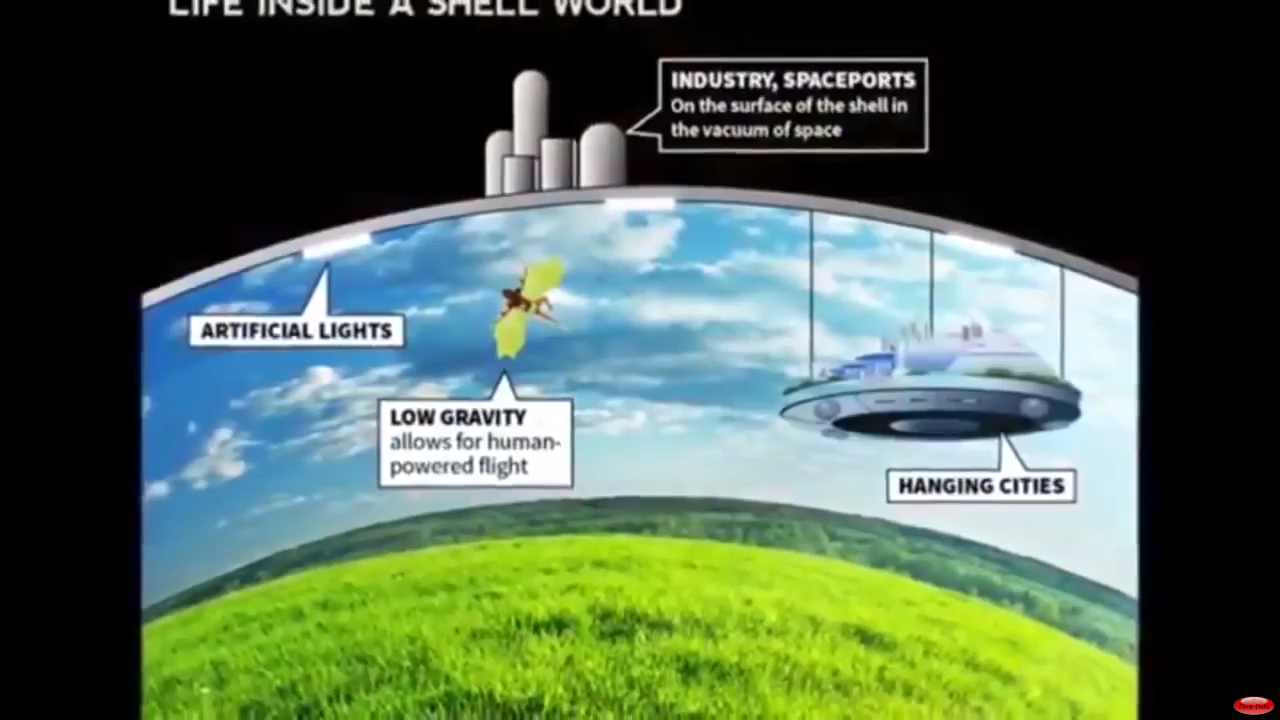 LIFE INSIDE A SHELL WORLD
INDUSTRY, SPACEPORTS
On the surface of the shell in
the vacuum of space
ARTIFICIAL LIGHTS
LOW GRAVITY
allows for human-
powered flight
HANGING CITIES